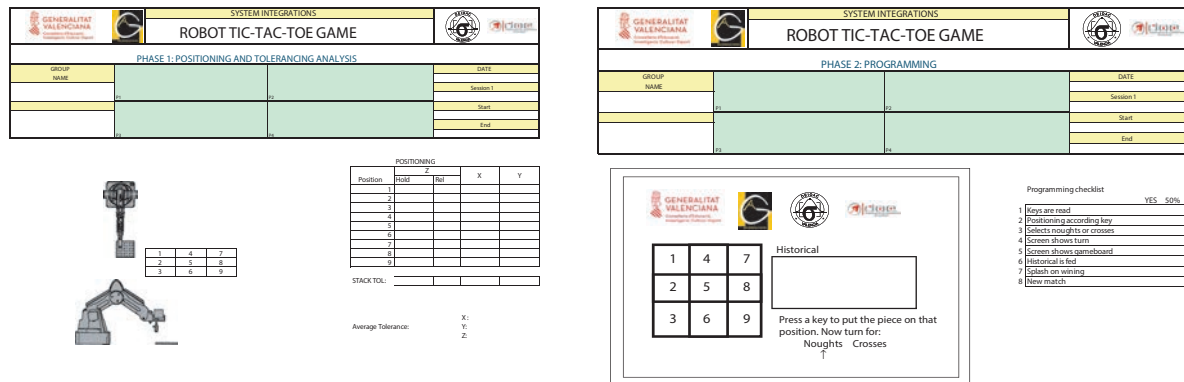 GENERALITAT
VALENCIANA
SYSTEM INTEGRATIONS
ROBOT TIC-TAC-TOE GAME
PHASE 1: POSITIONING AND TOLERANCING ANALYSIS
GROUP
NAME
P1
P2
P3
P4
DATE
Session 1
Start
End
1 4 7
2 5 8
3 6 9
POSITIONING
Position Z X Y
Hold Rel
1
2
3
4
5
6
7
8
9
STACK TOL:
Average Tolerance:
X:
Y:
Z:
GENERALITAT
VALENCIANA
SYSTEM INTEGRATIONS
ROBOT TIC-TAC-TOE GAME
PHASE 2: PROGRAMMING
GROUP
NAME
P1
P2
P3
P4
DATE
Session 1
Start
End
GENERALITAT
VALENCIANA
1 4 7
2 5 8
3 6 9
Historical
Press a key to put the piece on that
position. Now turn for:
Noughts Crosses
↑
Programming checklist
YES 50%
1 Keys are read
2 Positioning according key
3 Selects noughts or crosses
4 Screen shows turn
5 Screen shows gameboard
6 Historical is fed
7 Splash on wining
8 New match